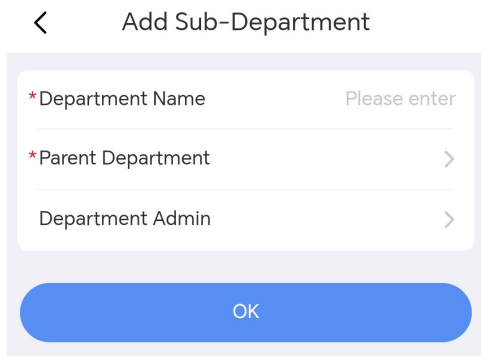 Add Sub-Department
*Department Name Please enter
*Parent Department
Department Admin
OK